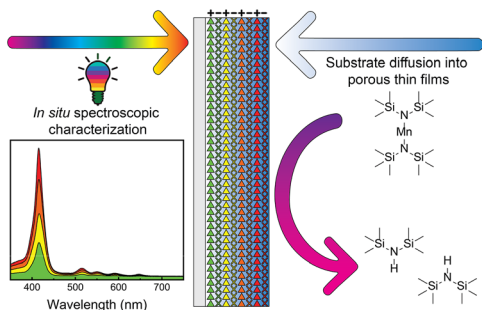 +-+-+-+-
Substrate diffusion into
porous thin films
In situ spectroscopic
characterization
400 500 600 700
Wavelength (nm)
Si Si
N
Mn
N
Si Si
Si Si
N
H
H
N
Si Si